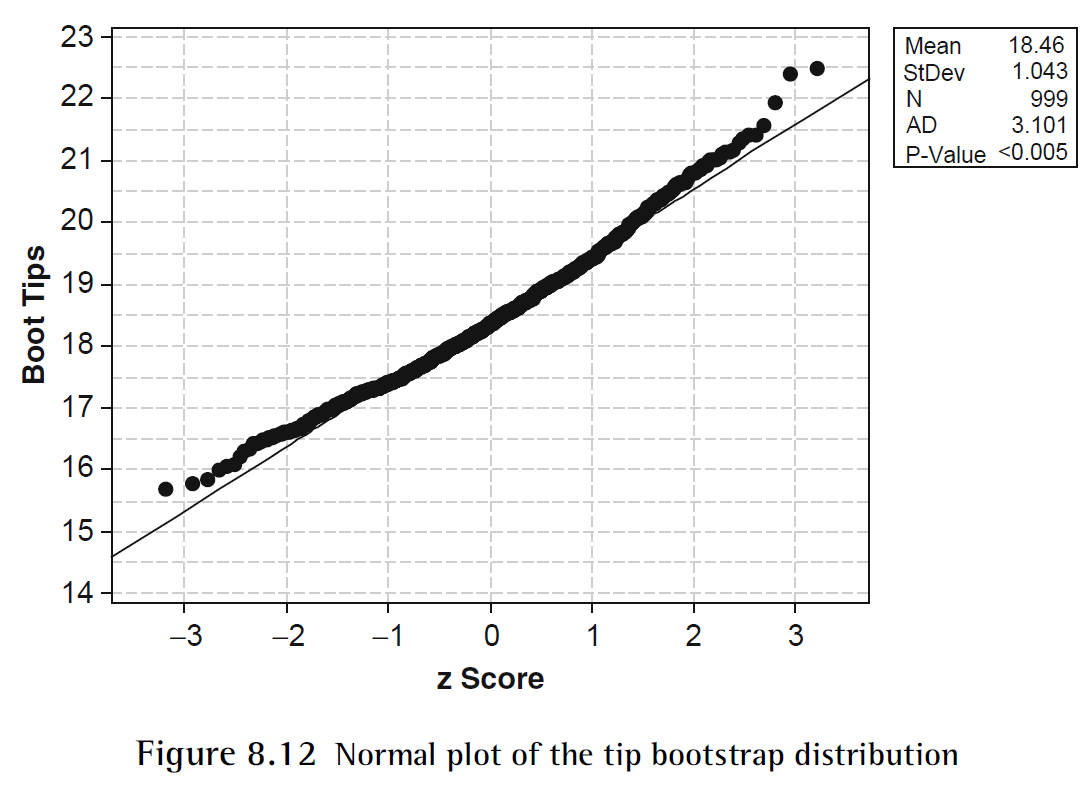 23
22
21
20
19
18
17
16
15
14
Boot Tips
–3 –2 –1 0 1 2 3
z Score
Mean 18.46
StDev 1.043
N 999
AD 3.101
P-Value <0.005
Figure 8.12 Normal plot of the tip bootstrap distribution